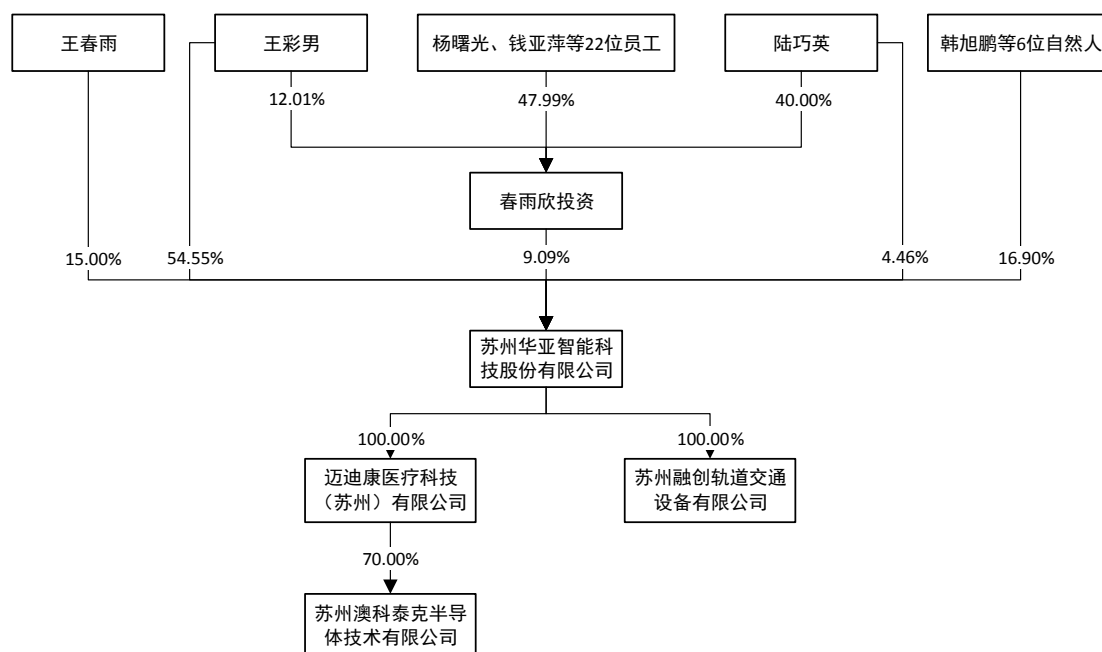 王春雨
王彩男
杨曙光、钱亚萍等22位员工
陆巧英
韩旭鹏等6位自然人
12.01%
47.99%
40.00%
春雨欣投资
15.00%
54.55%
9.09%
4.46%
16.90%
苏州华亚智能科
技股份有限公司
100.00%
100.00%
迈迪康医疗科技
（苏州）有限公司
苏州融创轨道交通
设备有限公司
70.00%
苏州澳科泰克半导
体技术有限公司